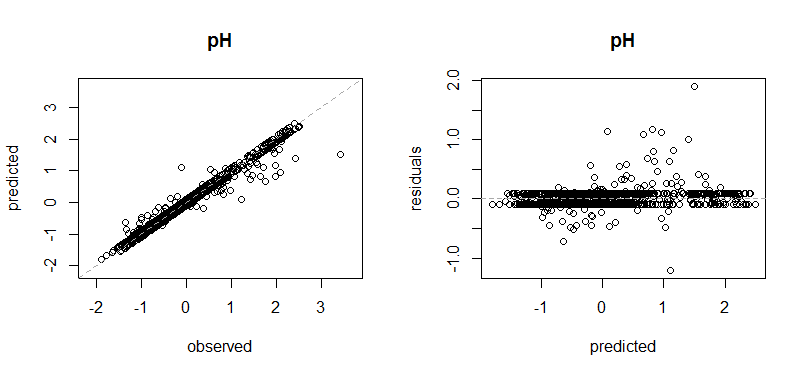 pH
predicted
3
2
1
0
-1
-2
-2 -1 0 1 2 3
observed
pH
residuals
2.0
1.0
0.0
-1.0
-1 0 1 2
predicted